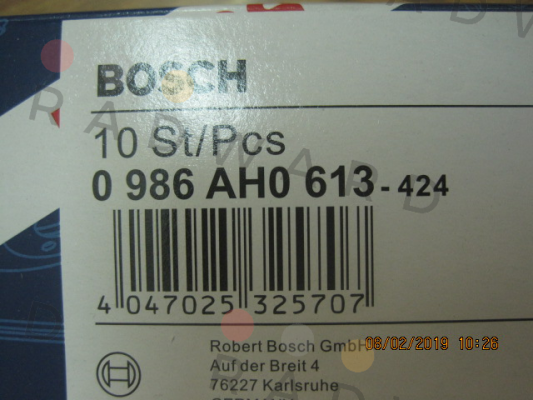 BOSCH
RADWARD
10 St/Pcs
0 986 AH0 613 - 424
4 047025 325707
Robert Bosch GmbH
08/02/2019 10:26
Auf der Breit 4
76227 Karlsruhe